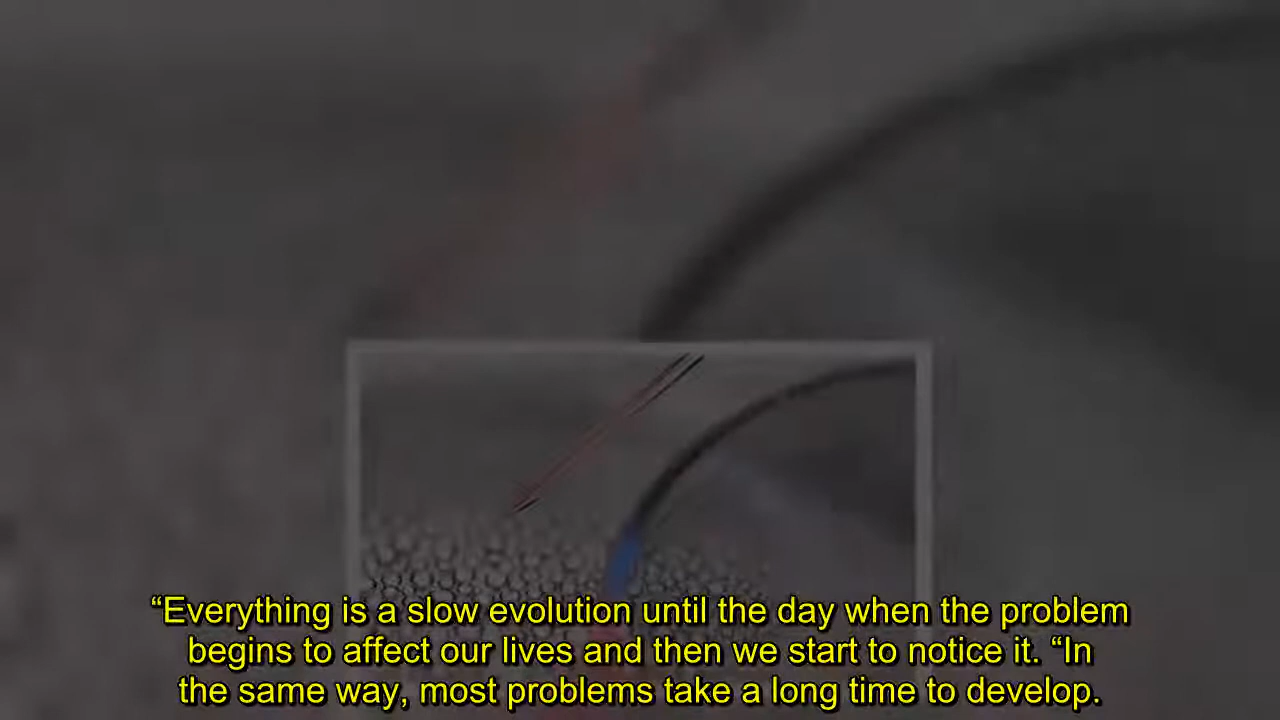 “Everything is a slow evolution until the day when the problem
begins to affect our lives and then we start to notice it. “In
the same way, most problems take a long time to develop.